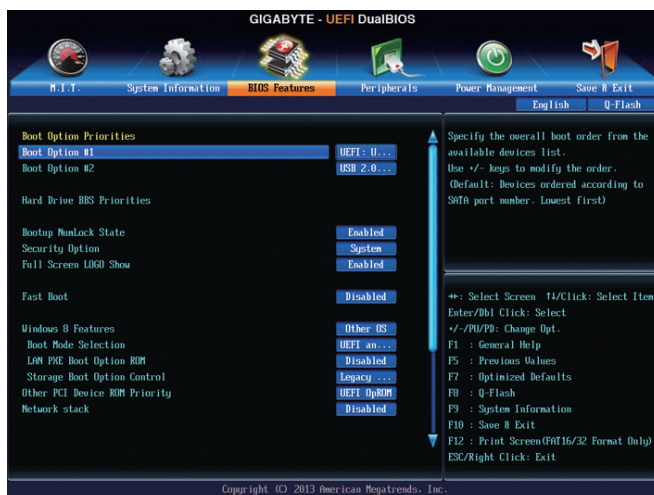 GIGABYTE - UEFI DualBIOS
M.I.T.
System Information
BIOS Features
Peripherals
Power Management
Save & Exit
English
Q-Flash
Boot Option Priorities
Boot Option #1 UEFI: U...
Boot Option #2 USB 2.0...
Hard Drive BBS Priorities
Bootup NumLock State Enabled
Security Option System
Full Screen LOGO Show Enabled
Fast Boot Disabled
Windows 8 Features Other OS
Boot Mode Selection UEFI an...
LAN PXE Boot Option ROM Disabled
Storage Boot Option Control Legacy ...
Other PCI Device ROM Priority UEFI OpROM
Network stack Disabled
Specify the overall boot order from the
available devices list.
Use +/- keys to modify the order.
(Default: Devices ordered according to
SATA port number. Lowest first)
→←: Select Screen ↑↓/Click: Select Item
Enter/Dbl Click: Select
+/-/PU/PD: Change Opt.
F1 : General Help
F5 : Previous Values
F7 : Optimized Defaults
F8 : Q-Flash
F9 : System Information
F10 : Save & Exit
F12 : Print Screen(FAT16/32 Format Only)
ESC/Right Click: Exit
Copyright (C) 2013 American Megatrends, Inc.